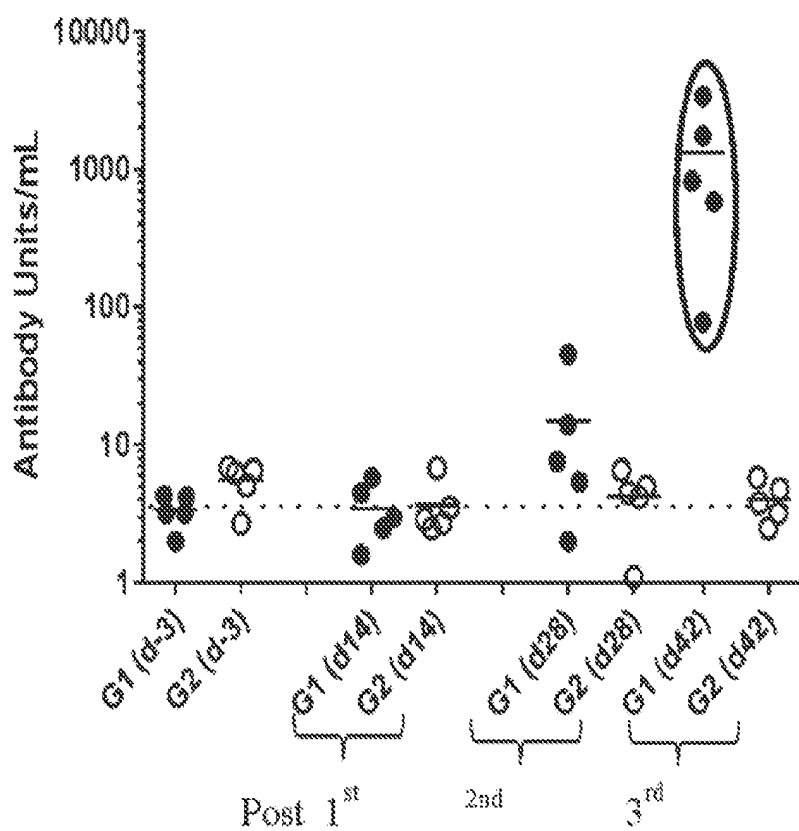 Antibody Units/mL
10000
1000
100
10
1
G1 (d-3)
G2 (d-3)
G1 (d14)
G2 (d14)
G1 (d28)
G2 (d28)
G1 (d42)
G2 (d42)
Post 1st 2nd 3rd